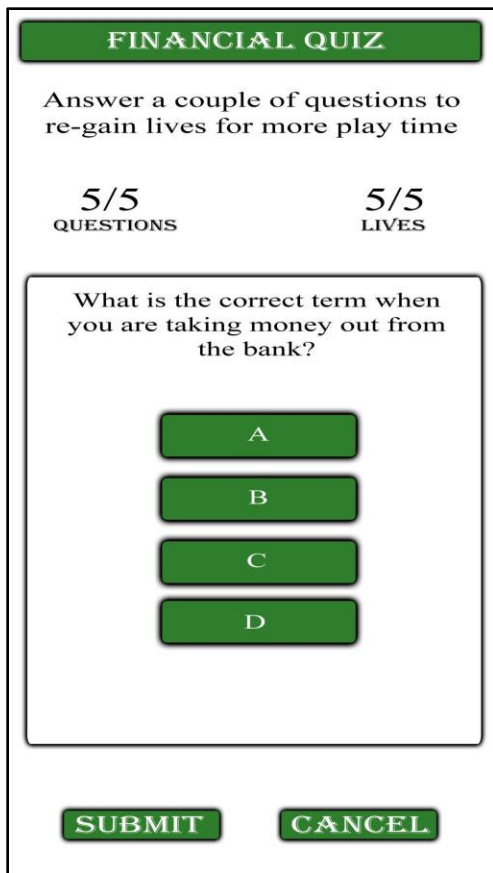 FINANCIAL QUIZ
Answer a couple of questions to
re-gain lives for more play time
5/5
QUESTIONS
5/5
LIVES
What is the correct term when
you are taking money out from
the bank?
A
B
C
D
SUBMIT
CANCEL